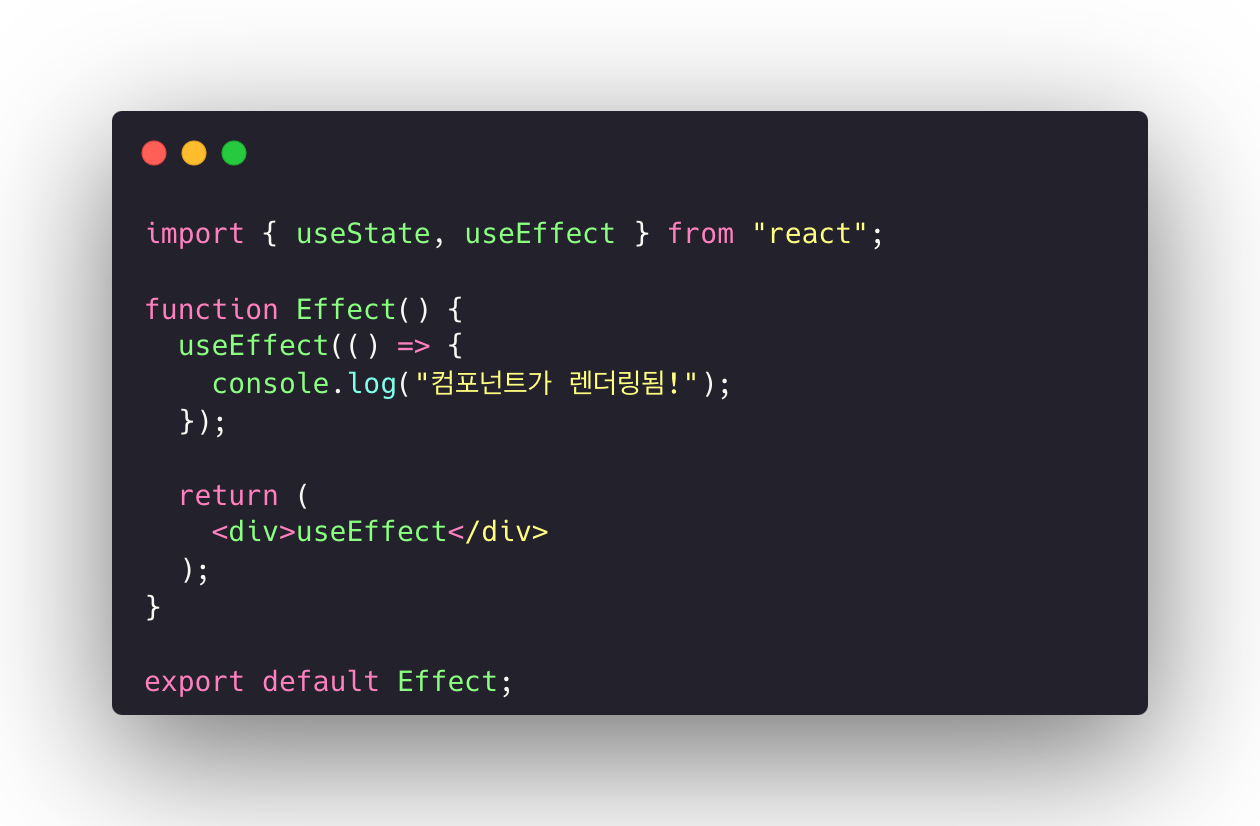 import { useState, useEffect } from "react";
function Effect() {
useEffect(() => {
console.log("컴포넌트가 렌더링됨!");
});
return (
<div>useEffect</div>
);
}
export default Effect;